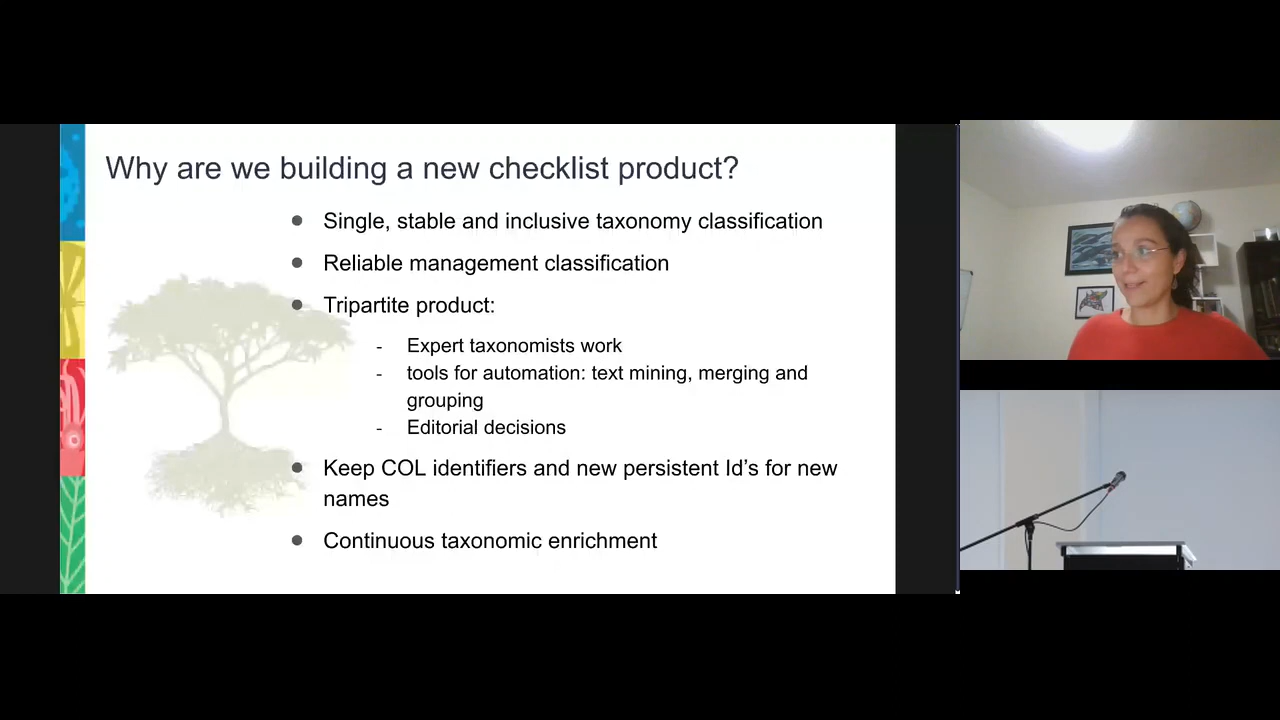 Why are we building a new checklist product?
● Single, stable and inclusive taxonomy classification
● Reliable management classification
● Tripartite product:
- Expert taxonomists work
- tools for automation: text mining, merging and
grouping
- Editorial decisions
● Keep COL identifiers and new persistent Id’s for new
names
● Continuous taxonomic enrichment